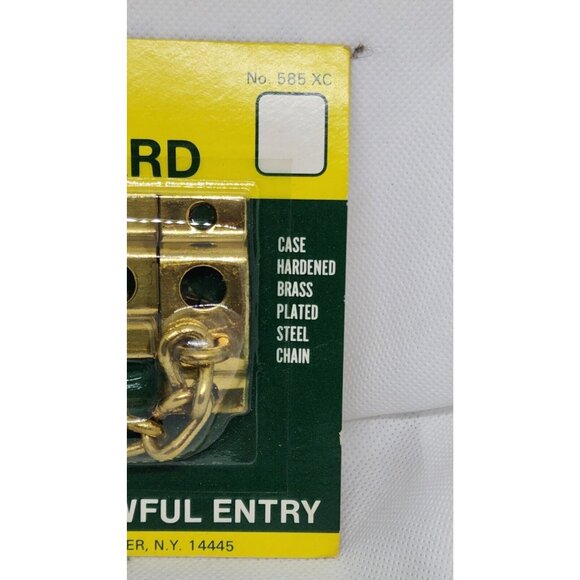 No. 585 XC
RD
CASE
HARDENED
BRASS
PLATED
STEEL
CHAIN
WFUL ENTRY
ER, N.Y. 14445